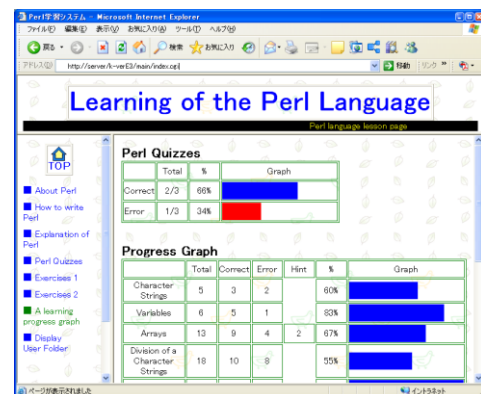 Perl学習システム - Microsoft Internet Explorer
ファイル(F) 編集(E) 表示(V) お気に入り(A) ツール(T) ヘルプ(H)
戻る 検索 お気に入り
アドレス(D) http://server/k-verE3/main/index.cgi 移動 リンク
Learning of the Perl Language
Perl language lesson page
TOP
About Perl
How to write
Perl
Explanation of
Perl
Perl Quizzes
Exercises 1
Exercises 2
A learning
progress graph
Display
User Folder
Perl Quizzes
Total % Graph
Correct 2/3 66%
Error 1/3 34%
Progress Graph
Total Correct Error Hint % Graph
Character
Strings 5 3 2 60%
Variables 6 5 1 83%
Arrays 13 9 4 2 67%
Division of a
Character
Strings 18 10 8 55%
ページが表示されました イントラネット